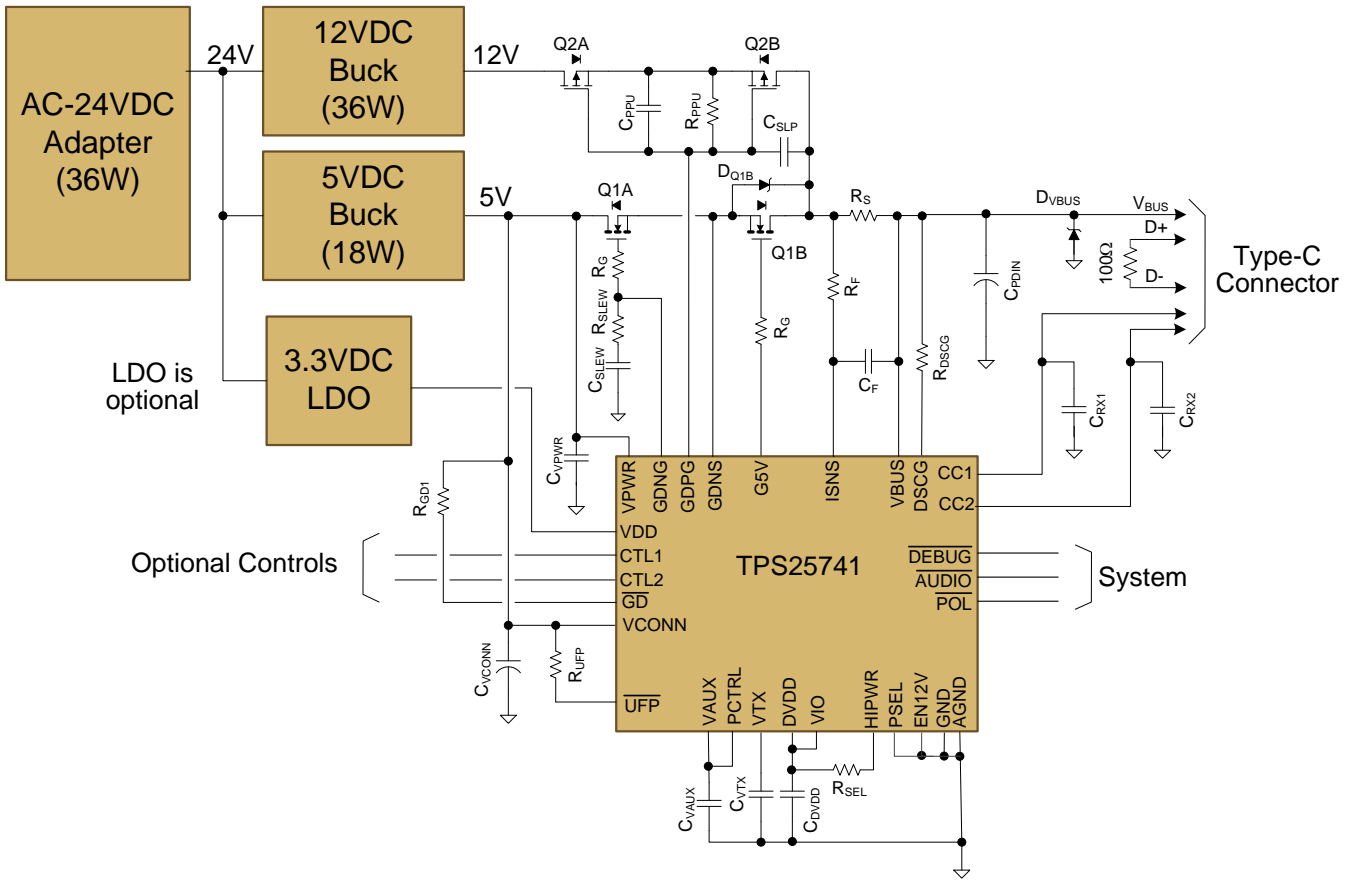 AC-24VDC
Adapter
(36W)
24V
12VDC
Buck
(36W)
12V
5VDC
Buck
(18W)
5V
3.3VDC
LDO
LDO is
optional
Q2A
Q2B
CPPU
RPPU
CSLP
DQ1B
Q1A
Q1B
RG
RSLEW
CSLEW
RG
RS
RF
CF
RDSCG
CPDIN
DVBUS
VBUS
D+
100Ω
D-
Type-C
Connector
CRX1
CRX2
CVPWR
RGD1
VPWR
GDNG
GDPG
GDNS
G5V
ISNS
VBUS
DSCG
CC1
CC2
VDD
CTL1
CTL2
GD
VCONN
UFP
TPS25741
DEBUG
AUDIO
POL
System
Optional Controls
CVCONN
RUFP
VAUX
PCTRL
VTX
DVDD
VIO
HIPWR
PSEL
EN12V
GND
AGND
CVAUX
CVTX
CDVDD
RSEL